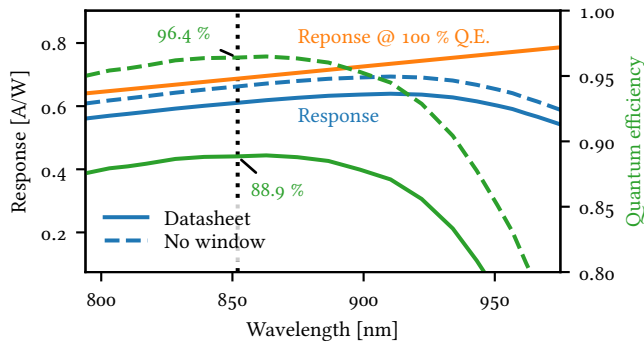 1.00
96.4 %
Reponse @ 100 % Q.E.
0.8
0.95
0.6
Response
0.90
0.4
88.9 %
0.85
Datasheet
0.2
No window
0.80
800
850
900
950
Wavelength [nm]
Response [A/W]
Quantum efficiency